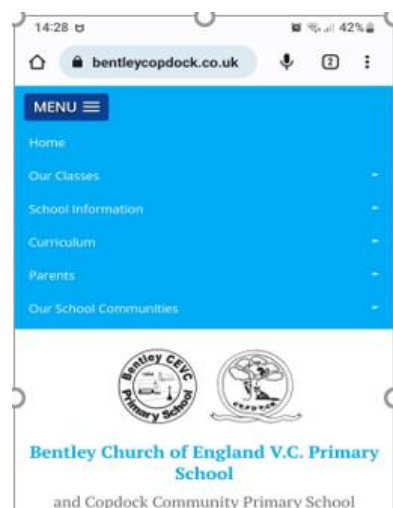 14:28
42%
bentleycopdock.co.uk
2
MENU
Home
Our Classes
School Information
Curriculum
Parents
Our School Communities
Bentley CEVC
Primary School
COPDOCK
Bentley Church of England V.C. Primary
School
and Copdock Community Primary School